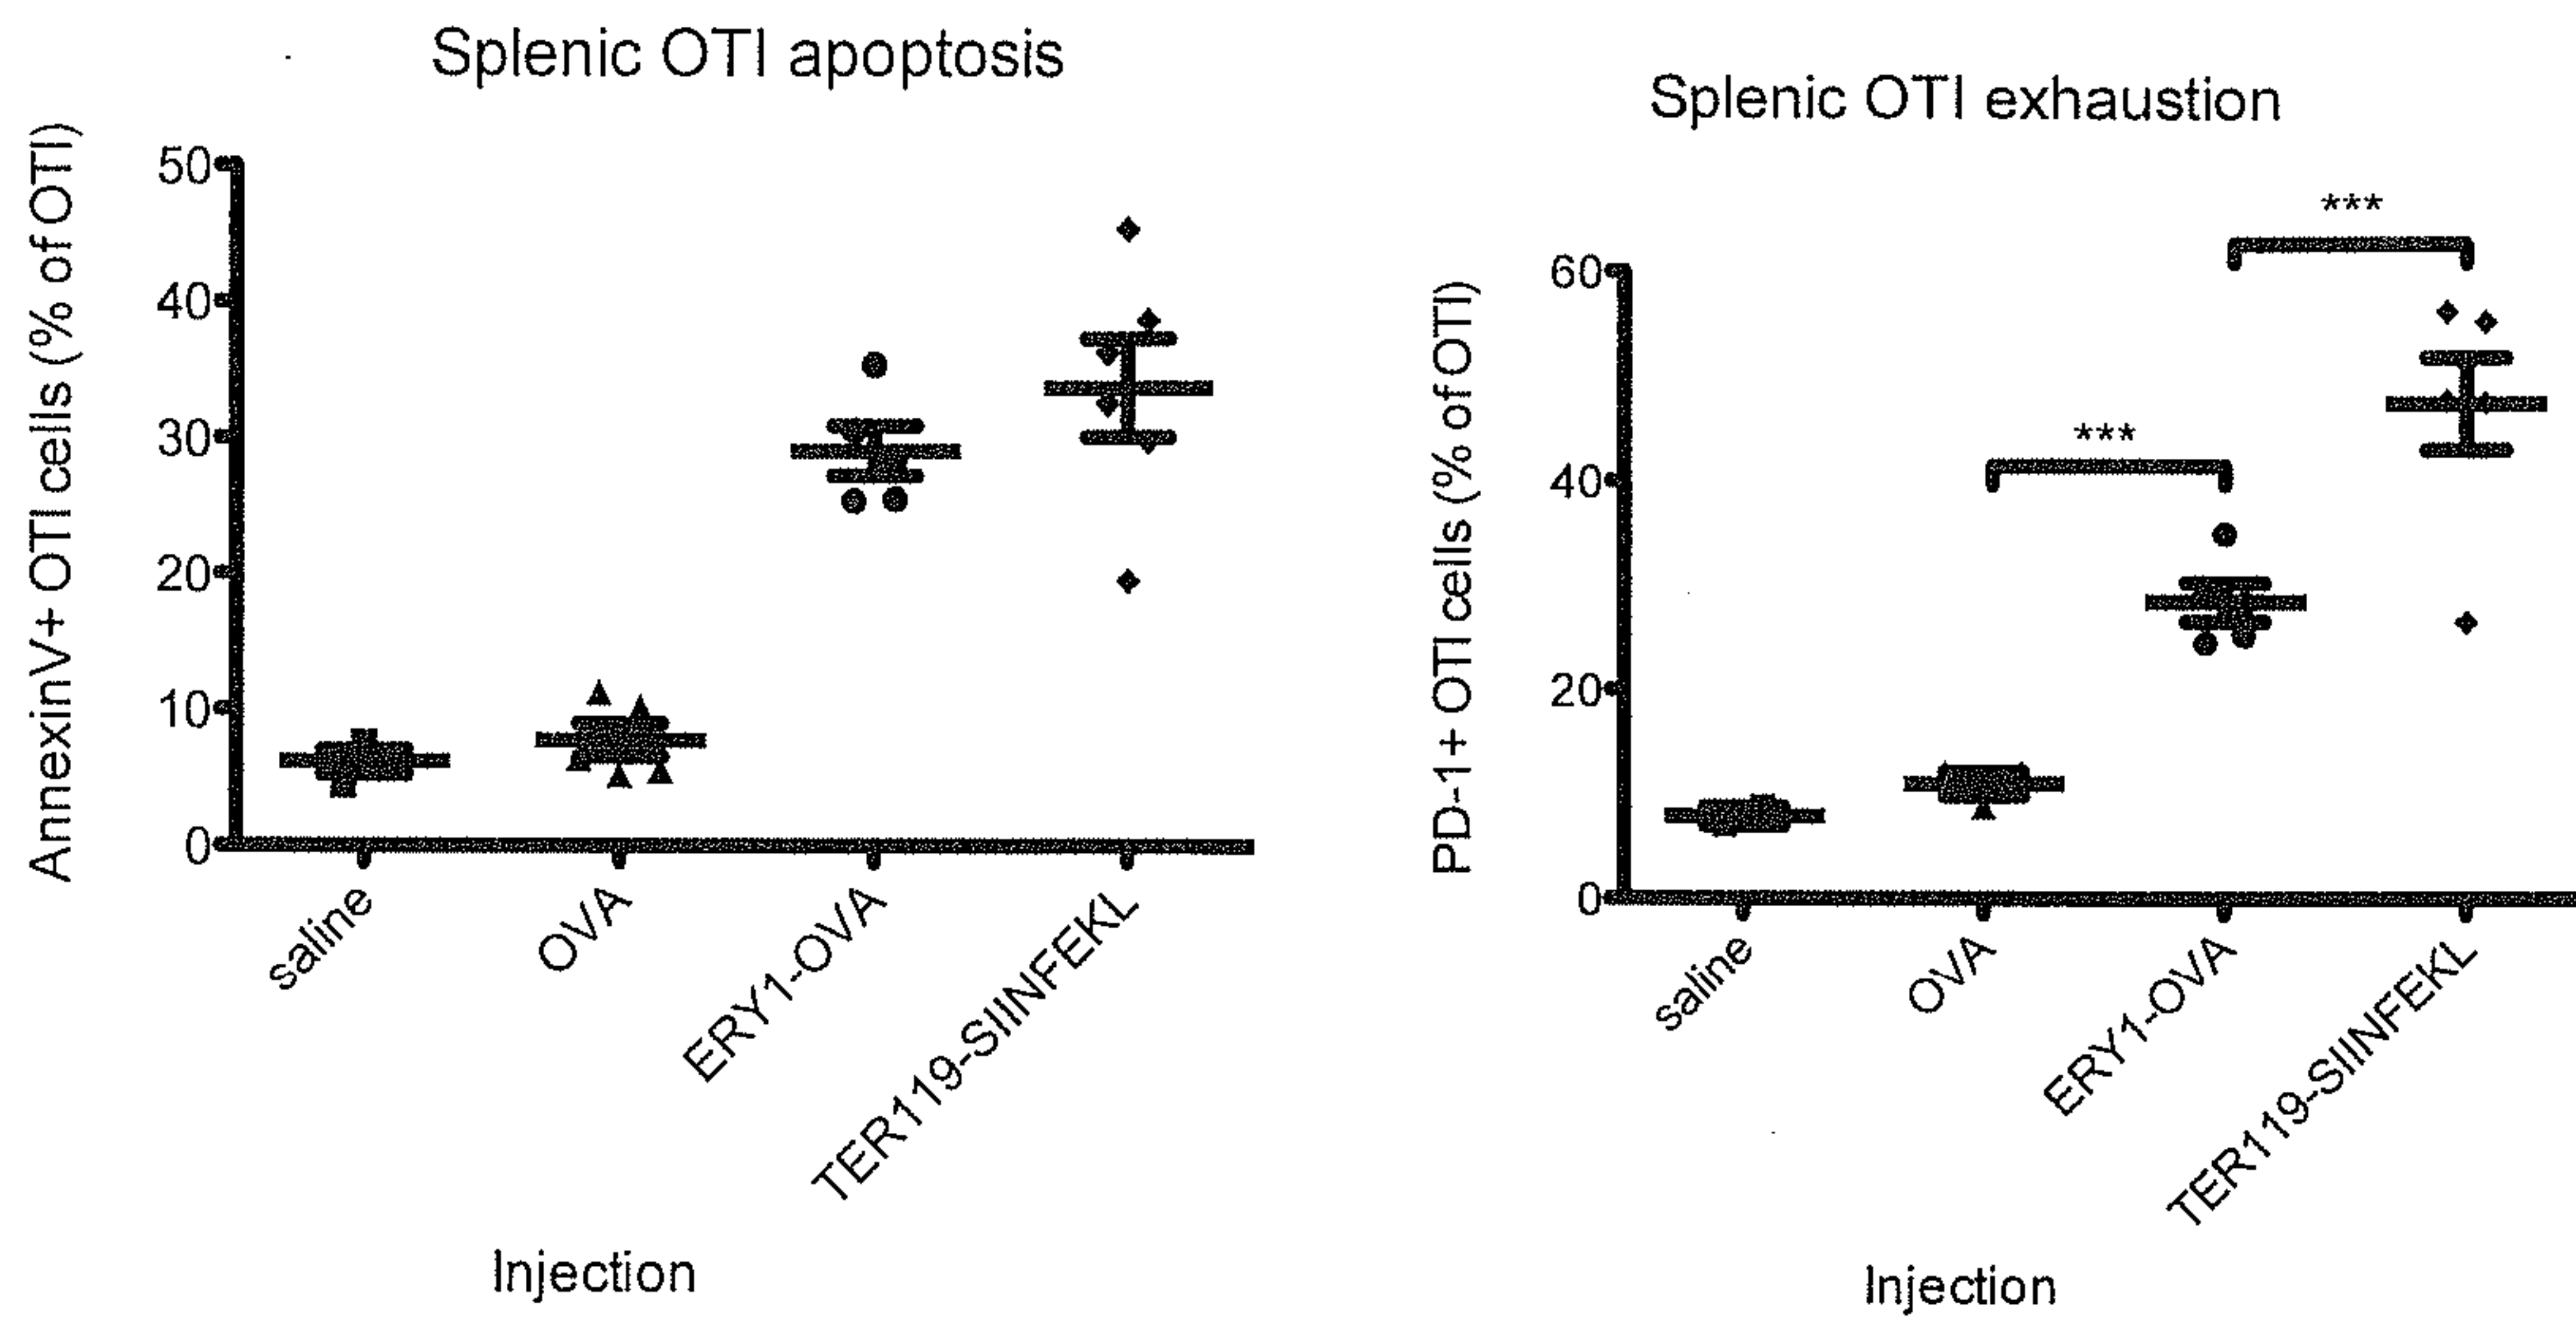 Splenic OTI apoptosis
AnnexinV+ OTI cells (% of OTI)
50
40
30
20
10
0
saline
OVA
ERY1-OVA
TER119-SIINFEKL
Injection
Splenic OTI exhaustion
PD-1+ OTI cells (% of OTI)
60
40
20
0
***
***
saline
OVA
ERY1-OVA
TER119-SIINFEKL
Injection